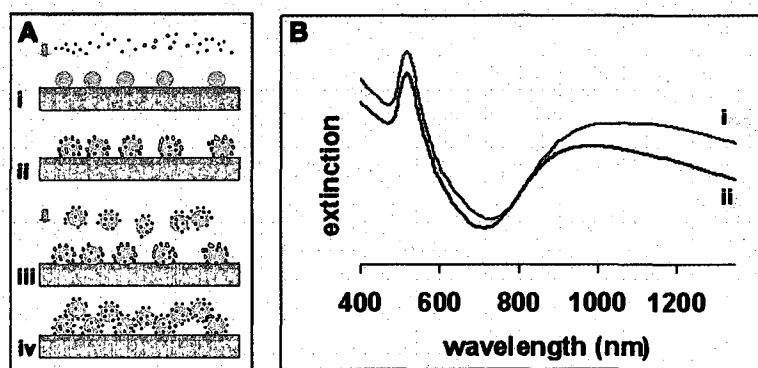 A
i
ii
iii
iv
B
extinction
i
ii
400 600 800 1000 1200
wavelength (nm)